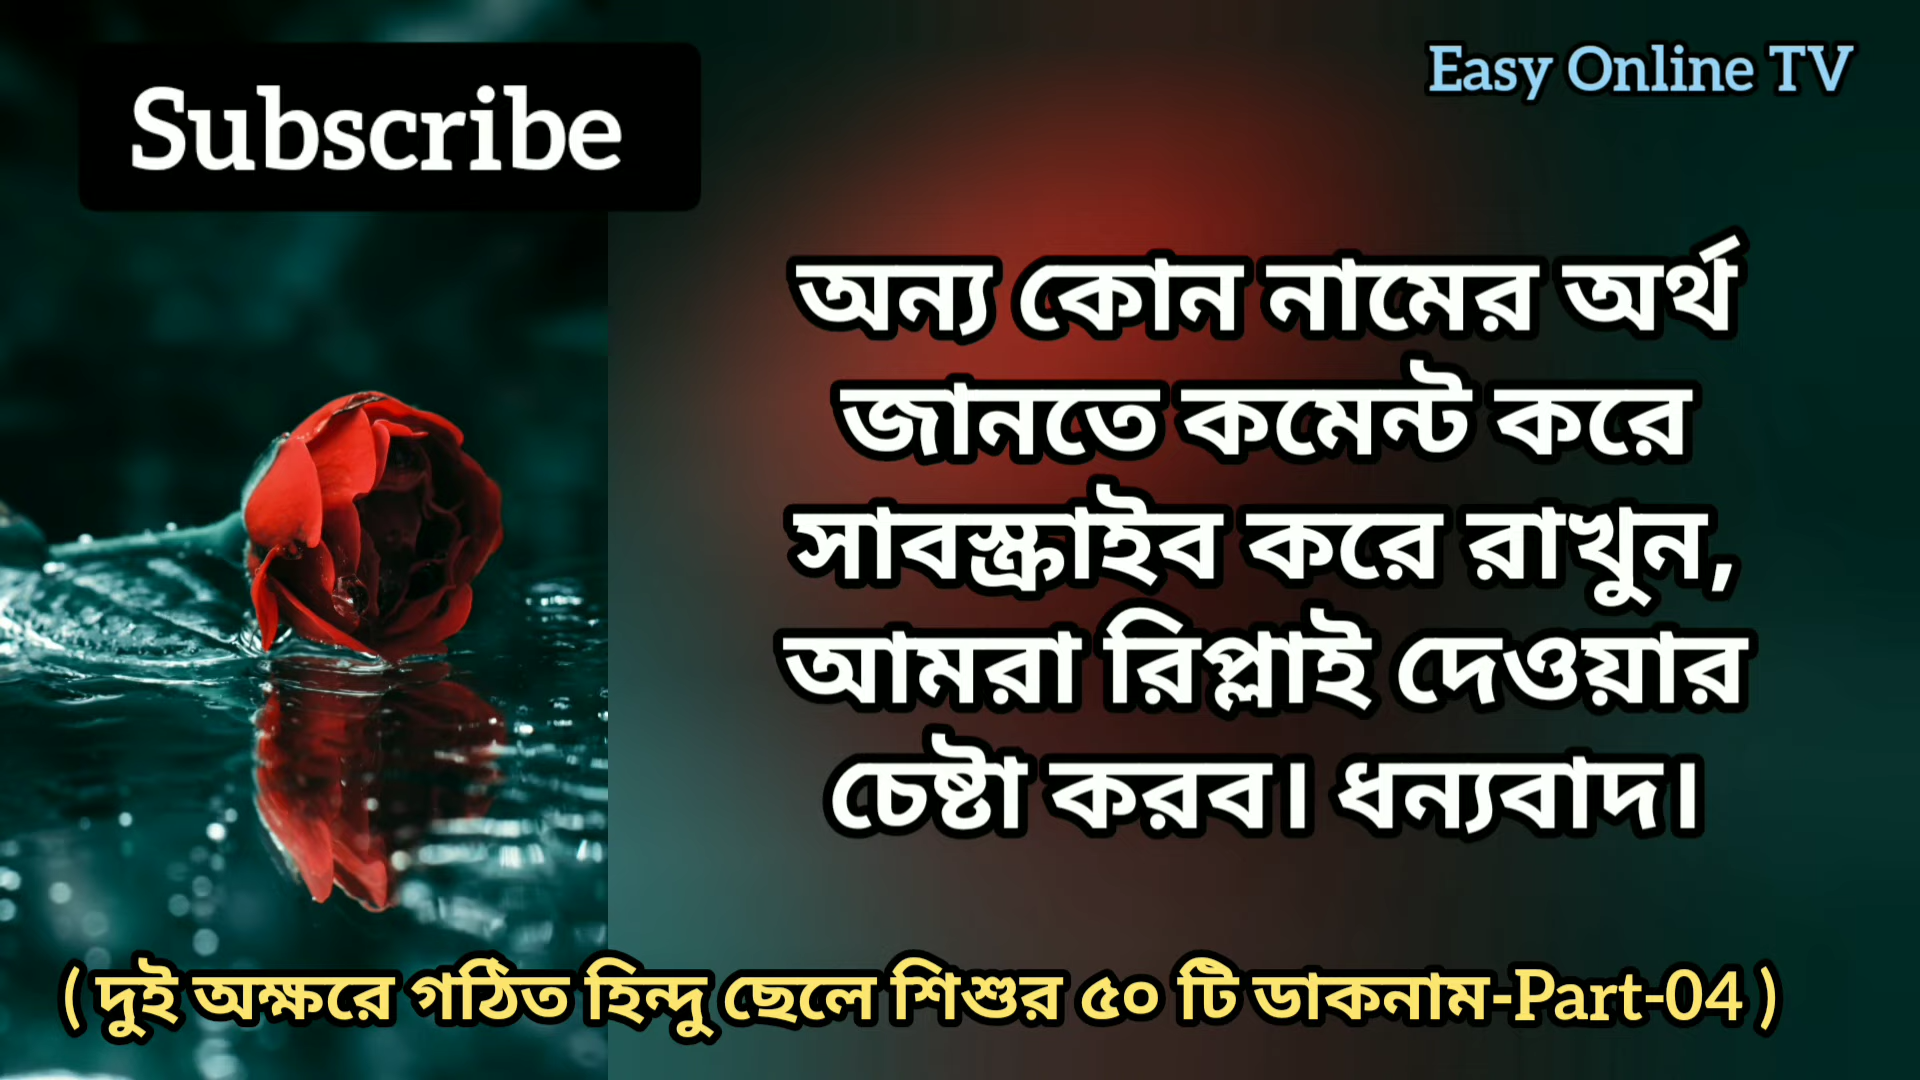 Subscribe
Easy Online TV
অন্য কোন নামের অর্থ
জানতে কমেন্ট করে
সাবস্ক্রাইব করে রাখুন,
আমরা রিপ্লাই দেওয়ার
চেষ্টা করব। ধন্যবাদ।
( দুই অক্ষরে গঠিত হিন্দু ছেলে শিশুর ৫০ টি ডাকনাম-Part-04 )